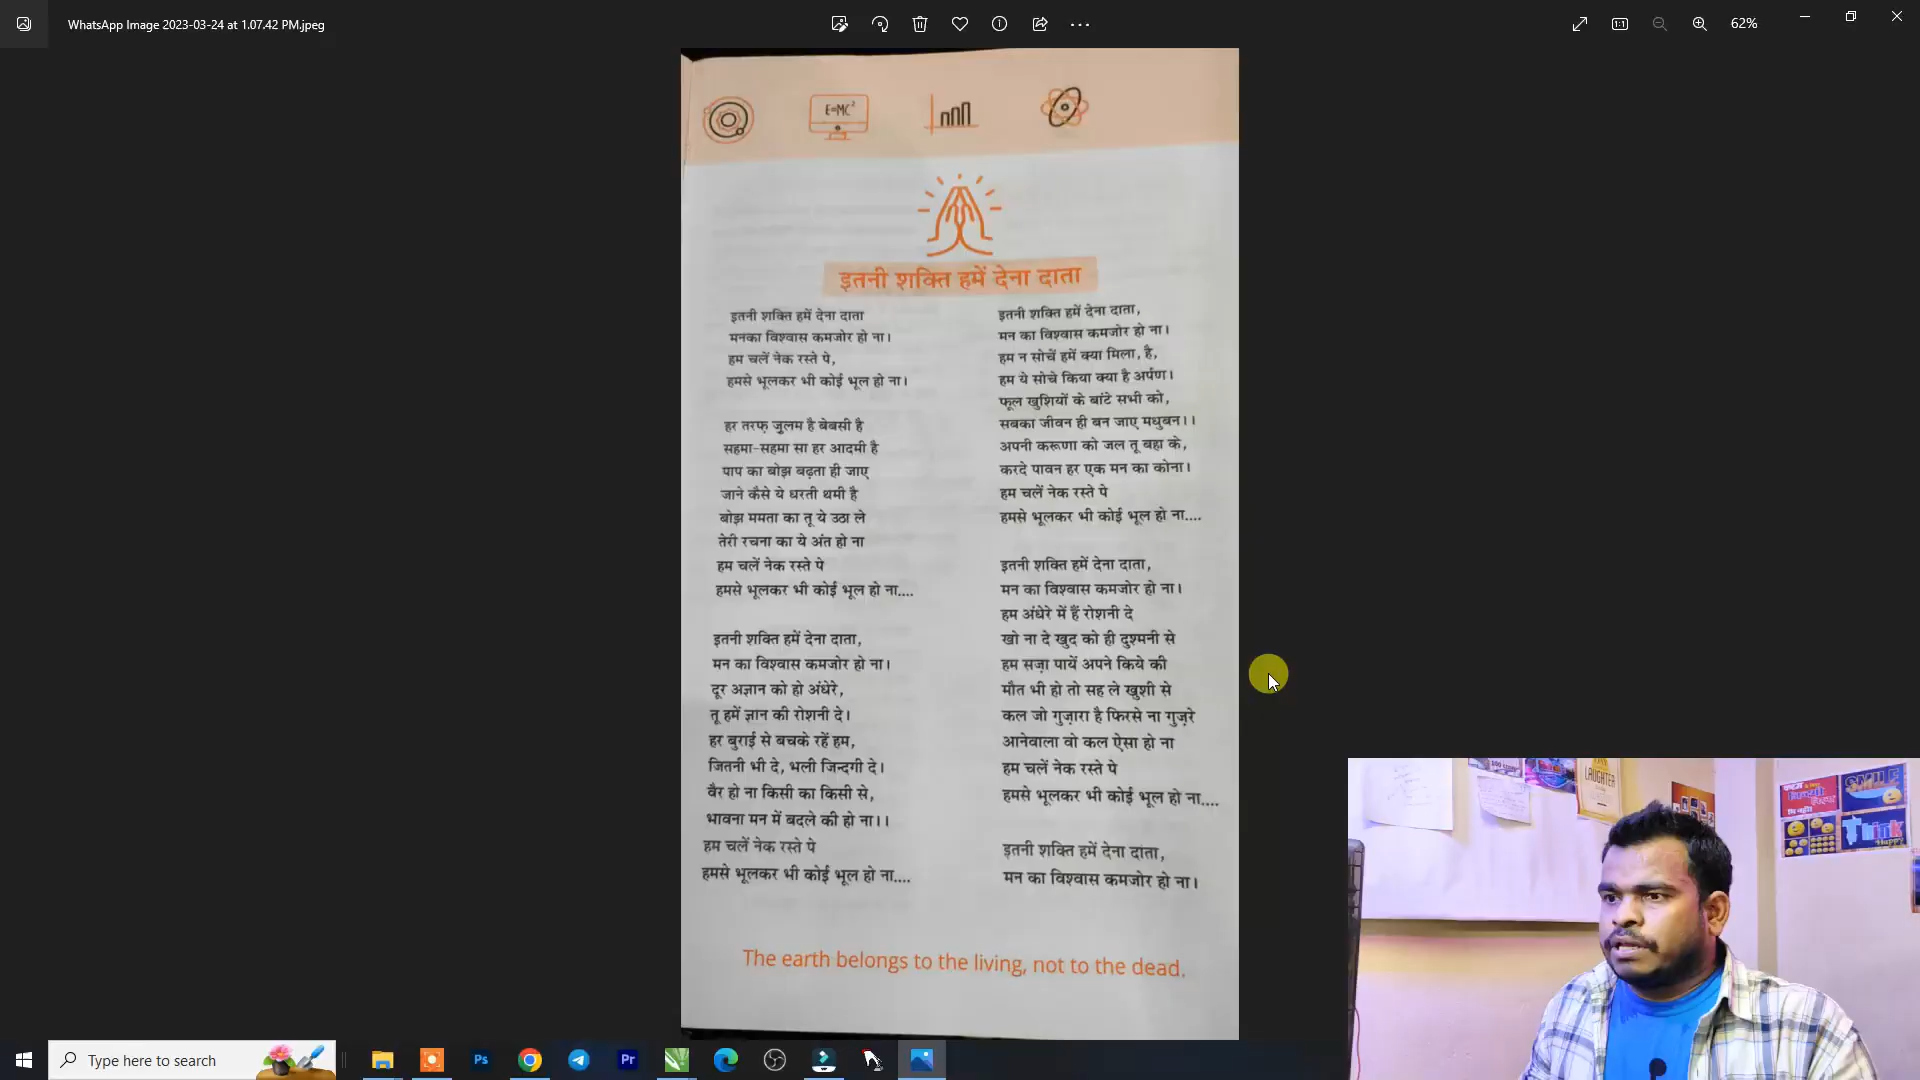 WhatsApp Image 2023-03-24 at 1.07.42 PM.jpeg
62%
E=MC²
इतनी शक्ति हमें देना दाता
इतनी शक्ति हमें देना दाता
मनका विश्वास कमजोर हो ना।
हम चलें नेक रस्ते पे,
हमसे भूलकर भी कोई भूल हो ना।
हर तरफ़ जुलम है बेबसी है
सहमा-सहमा सा हर आदमी है
पाप का बोझ बढ़ता ही जाए
जाने कैसे ये धरती थमी है
बोझ ममता का तू ये उठा ले
तेरी रचना का ये अंत हो ना
हम चलें नेक रस्ते पे
हमसे भूलकर भी कोई भूल हो ना....
इतनी शक्ति हमें देना दाता,
मन का विश्वास कमजोर हो ना।
दूर अज्ञान को हो अंधेरे,
तू हमें ज्ञान की रोशनी दे।
हर बुराई से बचके रहें हम,
जितनी भी दे, भली जिन्दगी दे।
वैर हो ना किसी का किसी से,
भावना मन में बदले की हो ना।।
हम चलें नेक रस्ते पे
हमसे भूलकर भी कोई भूल हो ना....
इतनी शक्ति हमें देना दाता,
मन का विश्वास कमजोर हो ना।
हम न सोचें हमें क्या मिला, है,
हम ये सोचे किया क्या है अर्पण।
फूल खुशियों के बांटे सभी को,
सबका जीवन ही बन जाए मधुबन।।
अपनी करूणा को जल तू बहा के,
करदे पावन हर एक मन का कोना।
हम चलें नेक रस्ते पे
हमसे भूलकर भी कोई भूल हो ना....
इतनी शक्ति हमें देना दाता,
मन का विश्वास कमजोर हो ना।
हम अंधेरे में हैं रोशनी दे
खो ना दे खुद को ही दुश्मनी से
हम सज़ा पायें अपने किये की
मौत भी हो तो सह ले खुशी से
कल जो गुज़ारा है फिरसे ना गुज़रे
आनेवाला वो कल ऐसा हो ना
हम चलें नेक रस्ते पे
हमसे भूलकर भी कोई भूल हो ना....
इतनी शक्ति हमें देना दाता,
मन का विश्वास कमजोर हो ना।
The earth belongs to the living, not to the dead.
LAUGHTER
SMILE
Think
Happy
Type here to search
Ps
Pr